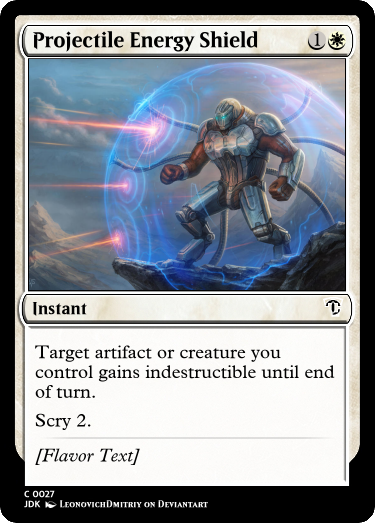 Projectile Energy Shield 1
Instant
Target artifact or creature you
control gains indestructible until end
of turn.
Scry 2.
[Flavor Text]
C 0027
JDK LeonovichDmitriy on Deviantart